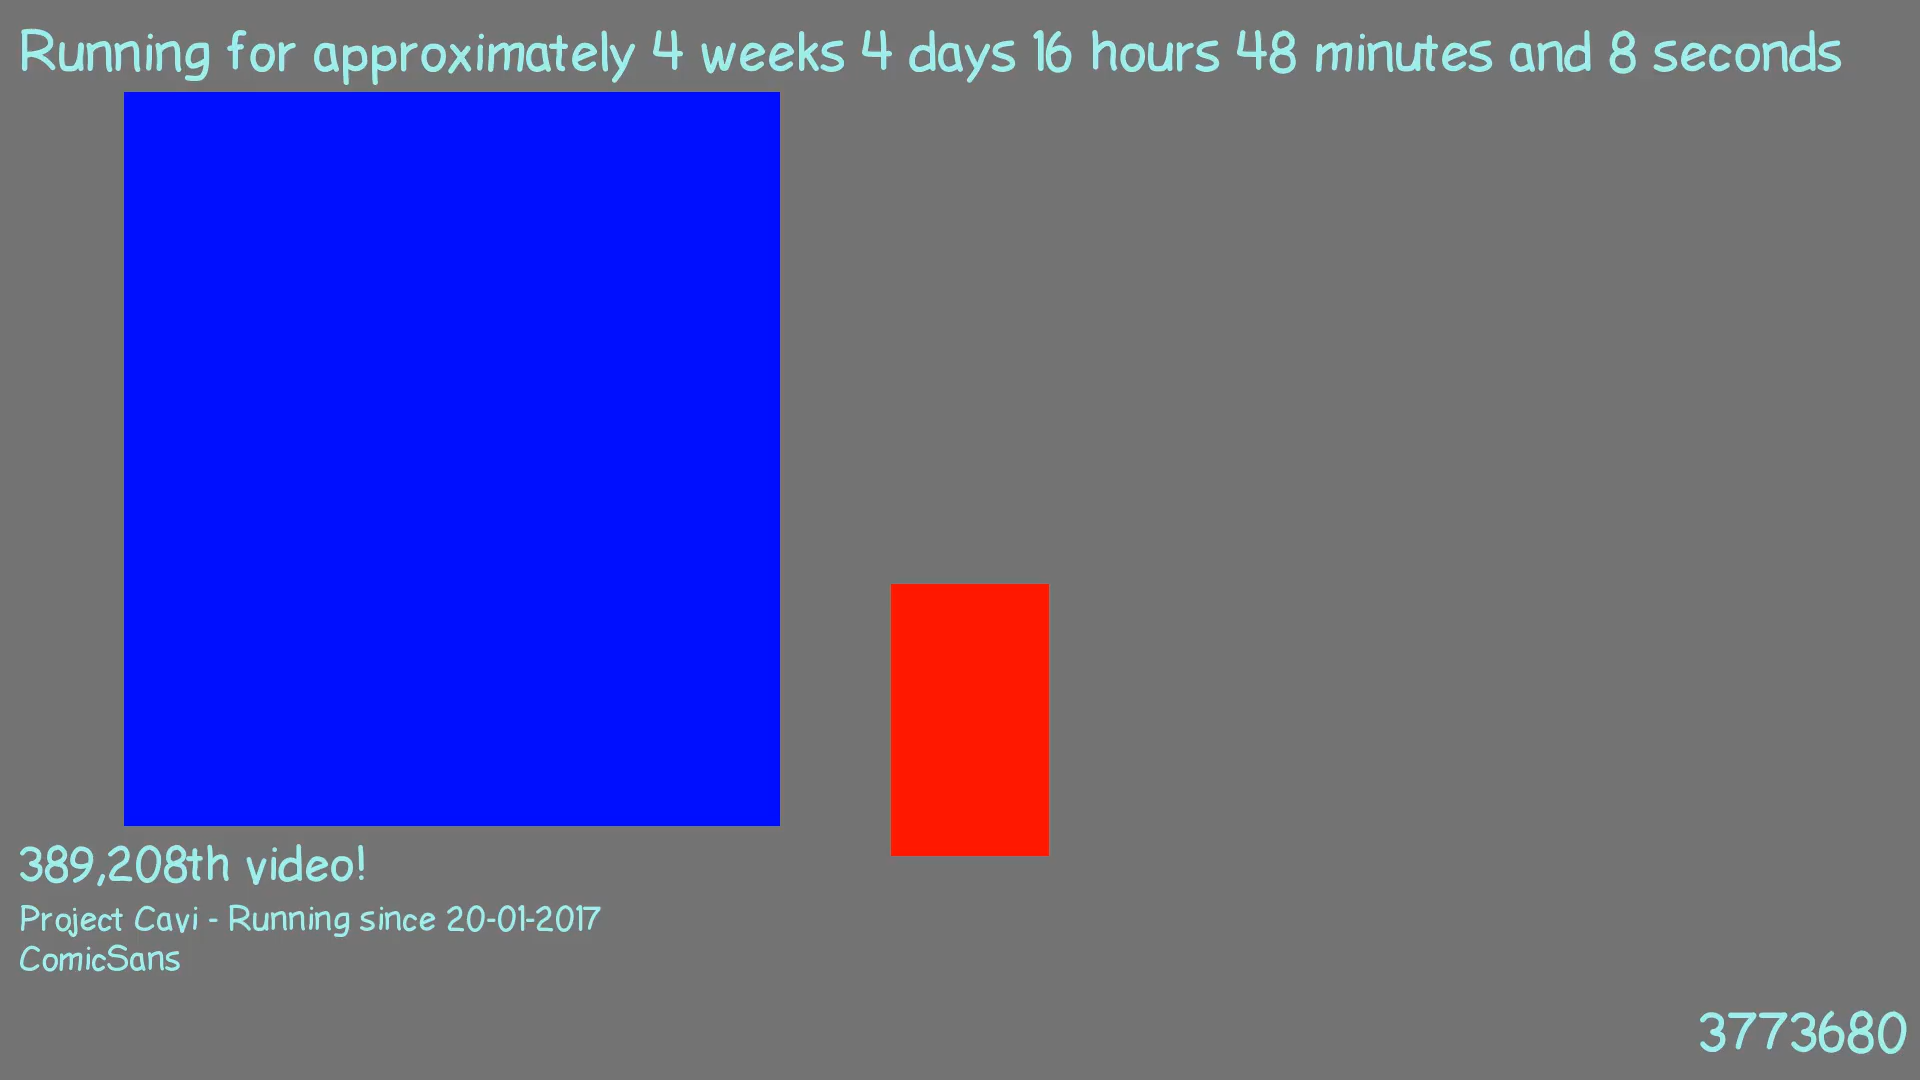 Running for approximately 4 weeks 4 days 16 hours 48 minutes and 8 seconds
389,208th video!
Project Cavi - Running since 20-01-2017
ComicSans
3773680